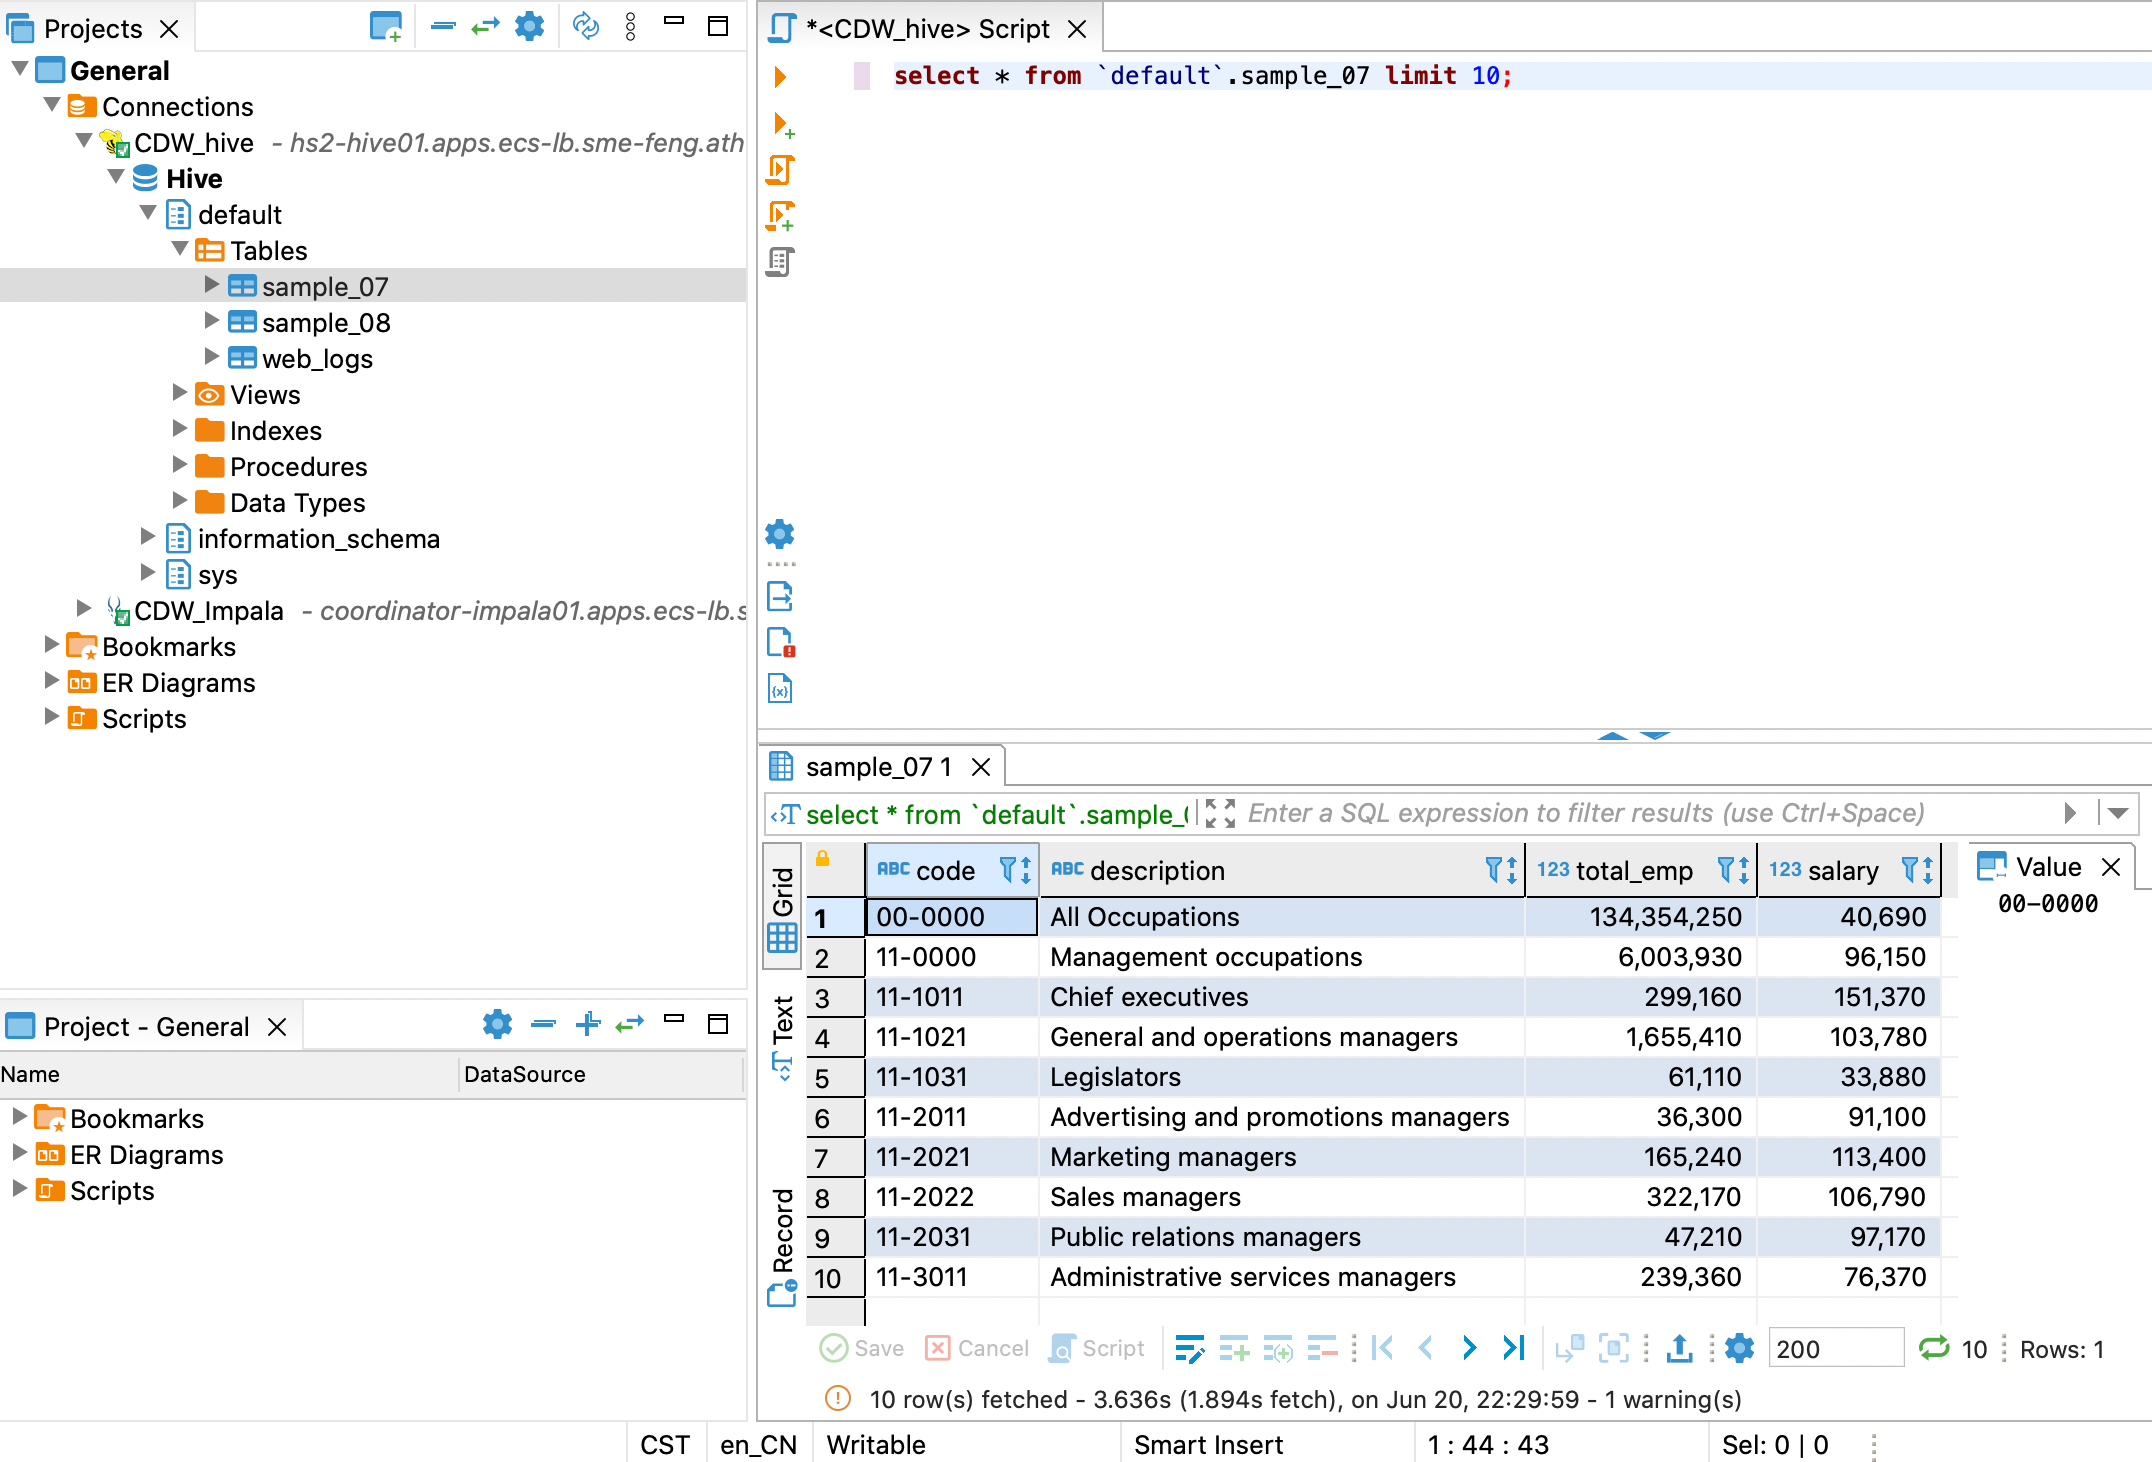 Projects
General
Connections
CDW_hive - hs2-hive01.apps.ecs-lb.sme-feng.ath
Hive
default
Tables
sample_07
sample_08
web_logs
Views
Indexes
Procedures
Data Types
information_schema
sys
CDW_Impala - coordinator-impala01.apps.ecs-lb.s
Bookmarks
ER Diagrams
Scripts
Project - General
Name DataSource
Bookmarks
ER Diagrams
Scripts
*<CDW_hive> Script
select * from `default`.sample_07 limit 10;
sample_07 1
select * from `default`.sample_( Enter a SQL expression to filter results (use Ctrl+Space)
Grid
Text
Record
ABC code ABC description 123 total_emp 123 salary
1 00-0000 All Occupations 134,354,250 40,690
2 11-0000 Management occupations 6,003,930 96,150
3 11-1011 Chief executives 299,160 151,370
4 11-1021 General and operations managers 1,655,410 103,780
5 11-1031 Legislators 61,110 33,880
6 11-2011 Advertising and promotions managers 36,300 91,100
7 11-2021 Marketing managers 165,240 113,400
8 11-2022 Sales managers 322,170 106,790
9 11-2031 Public relations managers 47,210 97,170
10 11-3011 Administrative services managers 239,360 76,370
Value
00-0000
Save Cancel Script 200 10 Rows: 1
10 row(s) fetched - 3.636s (1.894s fetch), on Jun 20, 22:29:59 - 1 warning(s)
CST en_CN Writable Smart Insert 1 : 44 : 43 Sel: 0 | 0